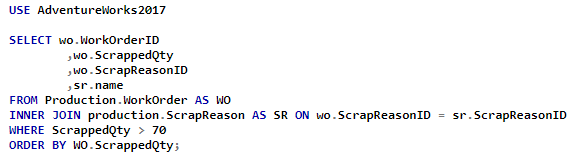 USE AdventureWorks2017
SELECT wo.WorkOrderID
,wo.ScrappedQty
,wo.ScrapReasonID
,sr.name
FROM Production.WorkOrder AS WO
INNER JOIN production.ScrapReason AS SR ON wo.ScrapReasonID = sr.ScrapReasonID
WHERE ScrappedQty > 70
ORDER BY WO.ScrappedQty;